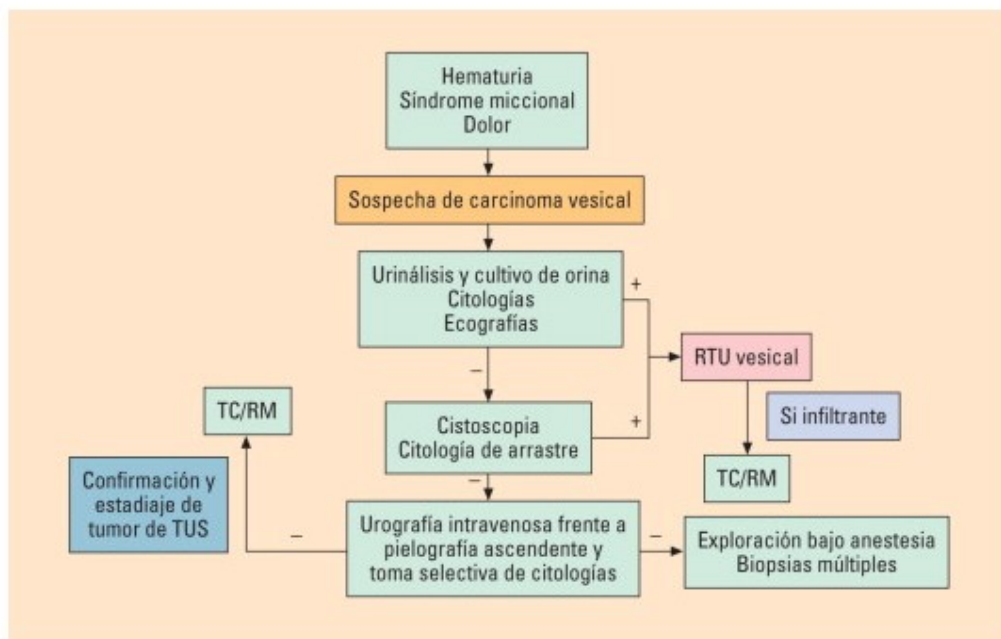 Hematuria
Síndrome miccional
Dolor
Sospecha de carcinoma vesical
Urinálisis y cultivo de orina
Citologías
Ecografías
+
RTU vesical
–
Si infiltrante
TC/RM
TC/RM
Cistoscopia
Citología de arrastre
+
–
Confirmación y
estadiaje de
tumor de TUS
–
Urografía intravenosa frente a
pielografía ascendente y
toma selectiva de citologías
–
Exploración bajo anestesia
Biopsias múltiples